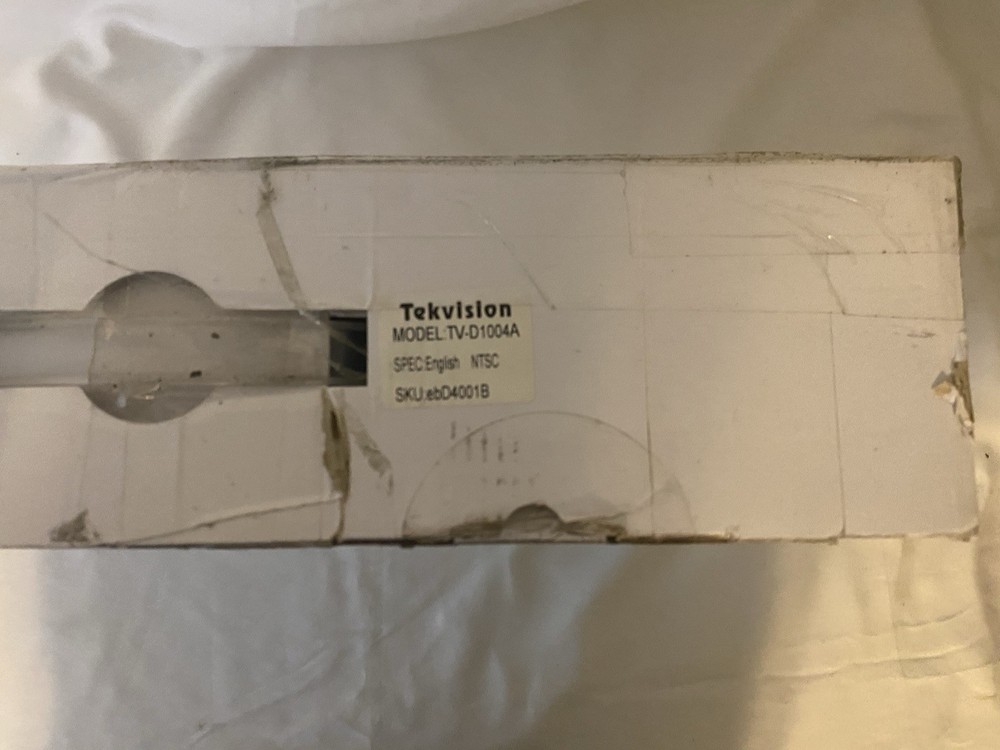 Tekvision
MODEL:TV-D1004A
SPEC:English NTSC
SKU:ebD4001B